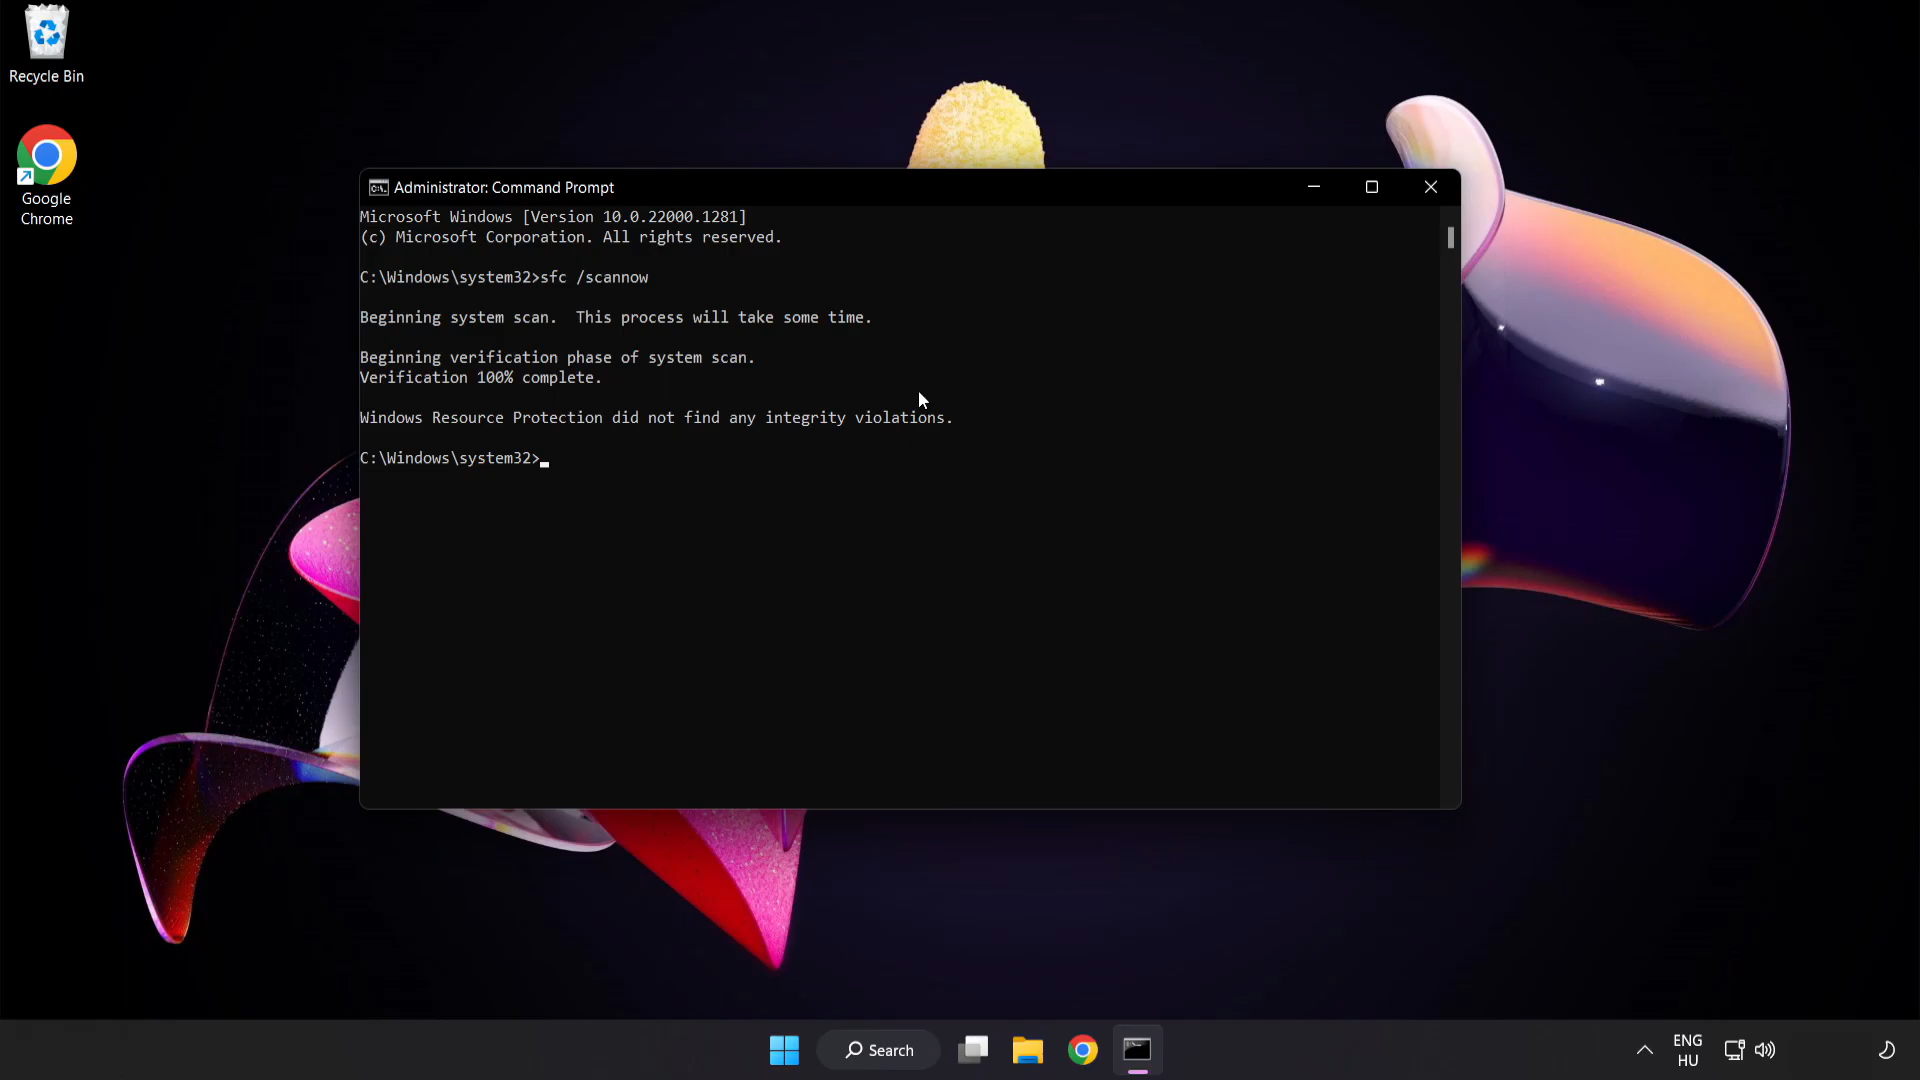 Recycle Bin
Google
Chrome
Administrator: Command Prompt
Microsoft Windows [Version 10.0.22000.1281]
(c) Microsoft Corporation. All rights reserved.
C:\Windows\system32>sfc /scannow
Beginning system scan.  This process will take some time.
Beginning verification phase of system scan.
Verification 100% complete.
Windows Resource Protection did not find any integrity violations.
C:\Windows\system32>
Search
ENG
HU